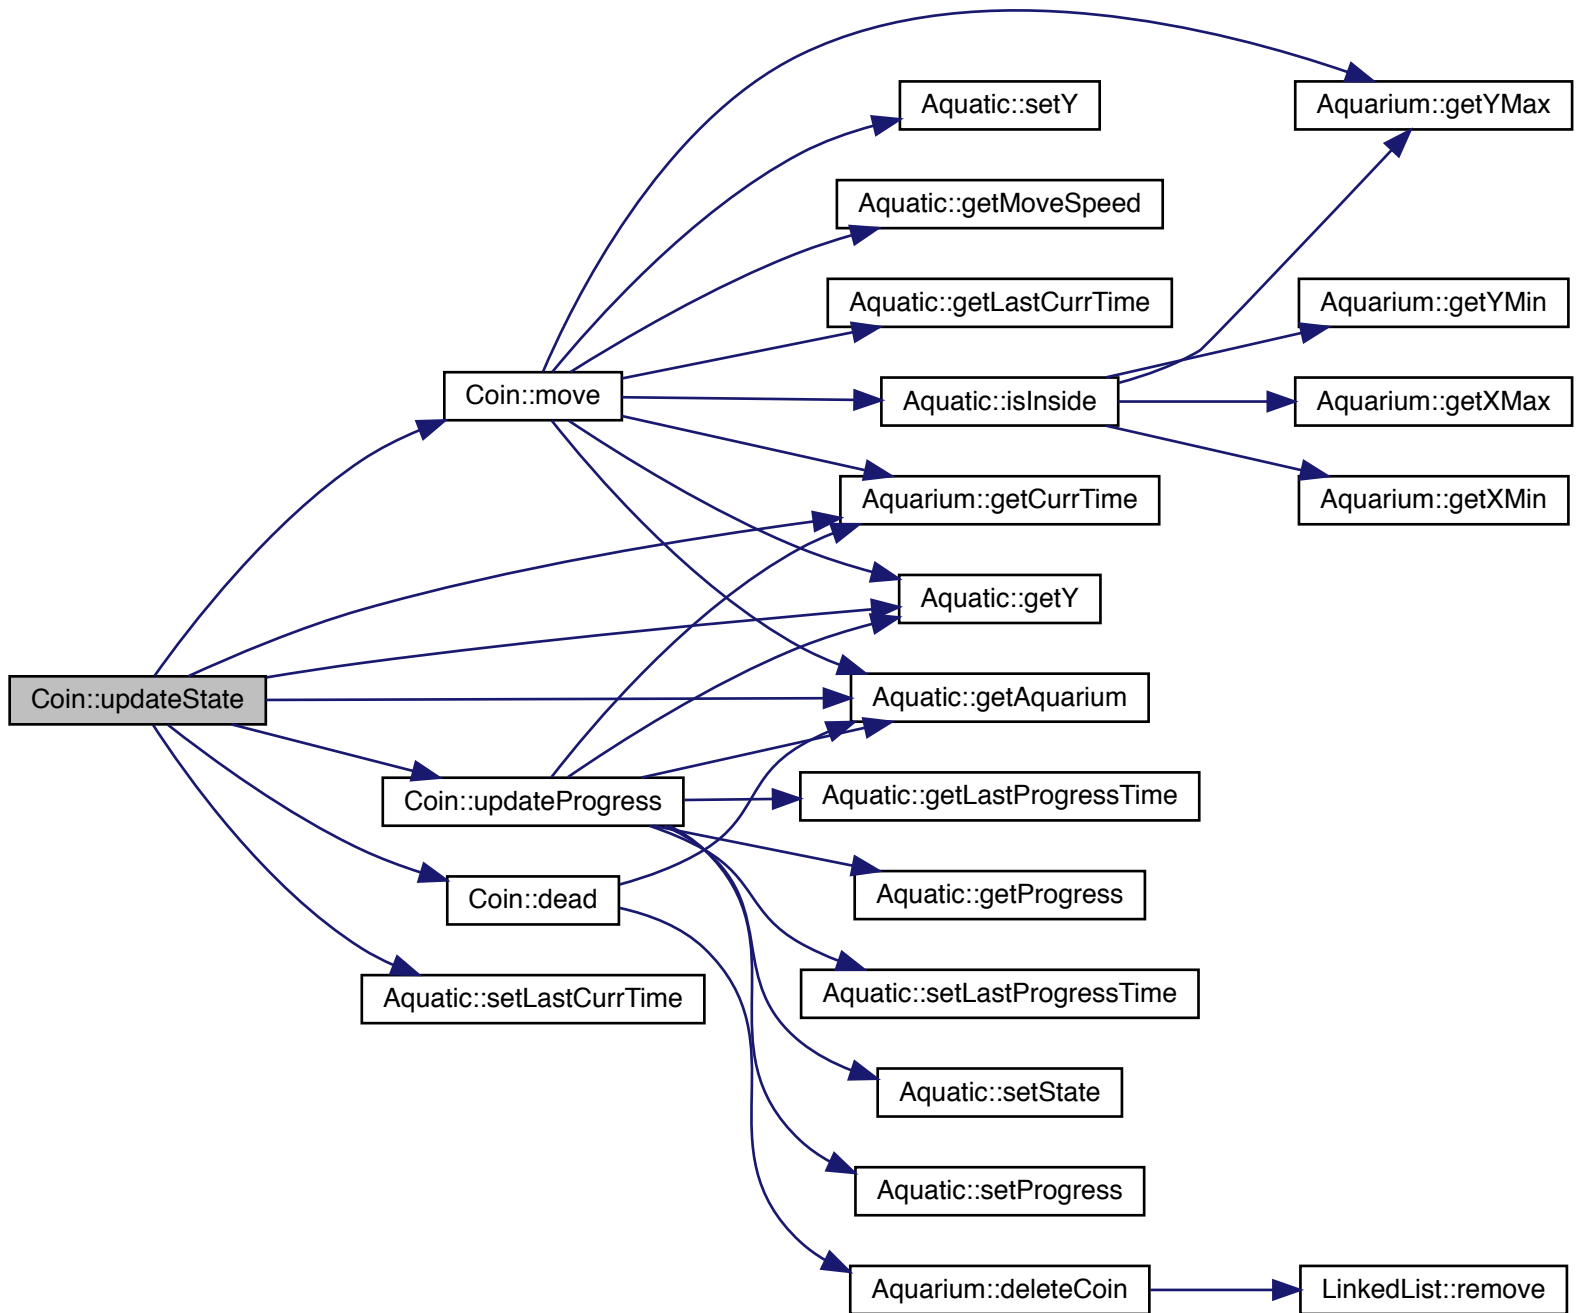 Aquatic::setY
Aquarium::getYMax
Aquatic::getMoveSpeed
Aquatic::getLastCurrTime
Aquarium::getYMin
Coin::move
Aquatic::isInside
Aquarium::getXMax
Aquarium::getCurrTime
Aquarium::getXMin
Aquatic::getY
Coin::updateState
Aquatic::getAquarium
Coin::updateProgress
Aquatic::getLastProgressTime
Coin::dead
Aquatic::getProgress
Aquatic::setLastCurrTime
Aquatic::setLastProgressTime
Aquatic::setState
Aquatic::setProgress
Aquarium::deleteCoin
LinkedList::remove